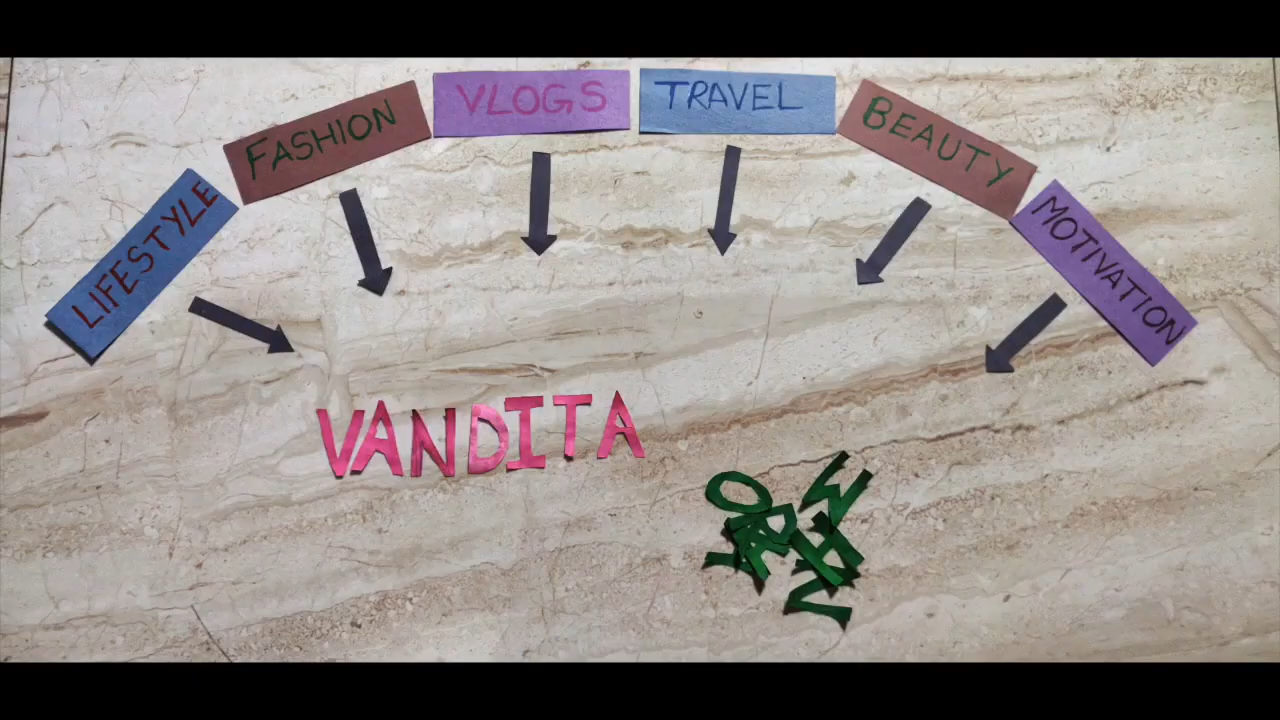 LIFESTYLE
FASHION
VLOGS
TRAVEL
BEAUTY
MOTIVATION
VANDITA